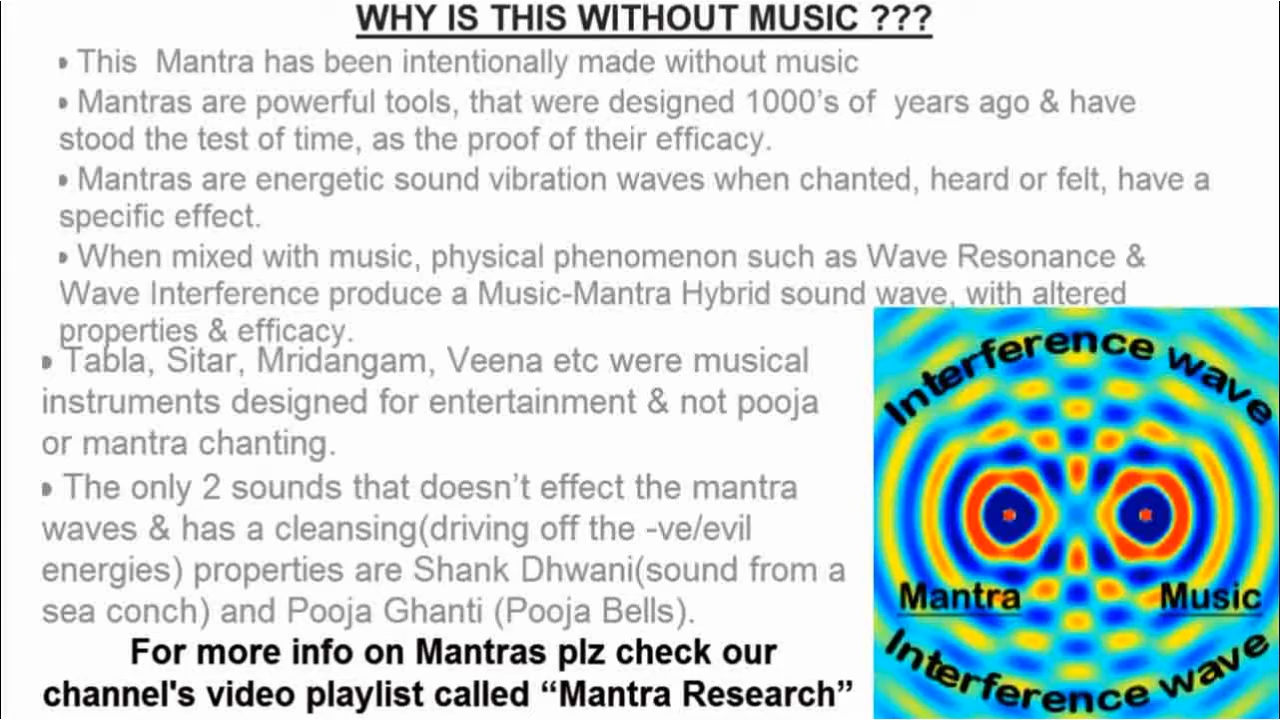 WHY IS THIS WITHOUT MUSIC ???
• This Mantra has been intentionally made without music
• Mantras are powerful tools, that were designed 1000's of years ago & have
stood the test of time, as the proof of their efficacy.
• Mantras are energetic sound vibration waves when chanted, heard or felt, have a
specific effect.
• When mixed with music, physical phenomenon such as Wave Resonance &
Wave Interference produce a Music-Mantra Hybrid sound wave, with altered
properties & efficacy.
• Tabla, Sitar, Mridangam, Veena etc were musical
instruments designed for entertainment & not pooja
or mantra chanting.
• The only 2 sounds that doesn't effect the mantra
waves & has a cleansing(driving off the -ve/evil
energies) properties are Shank Dhwani(sound from a
sea conch) and Pooja Ghanti (Pooja Bells).
For more info on Mantras plz check our
channel's video playlist called “Mantra Research”
Interference wave
Mantra
Music
Interference wave